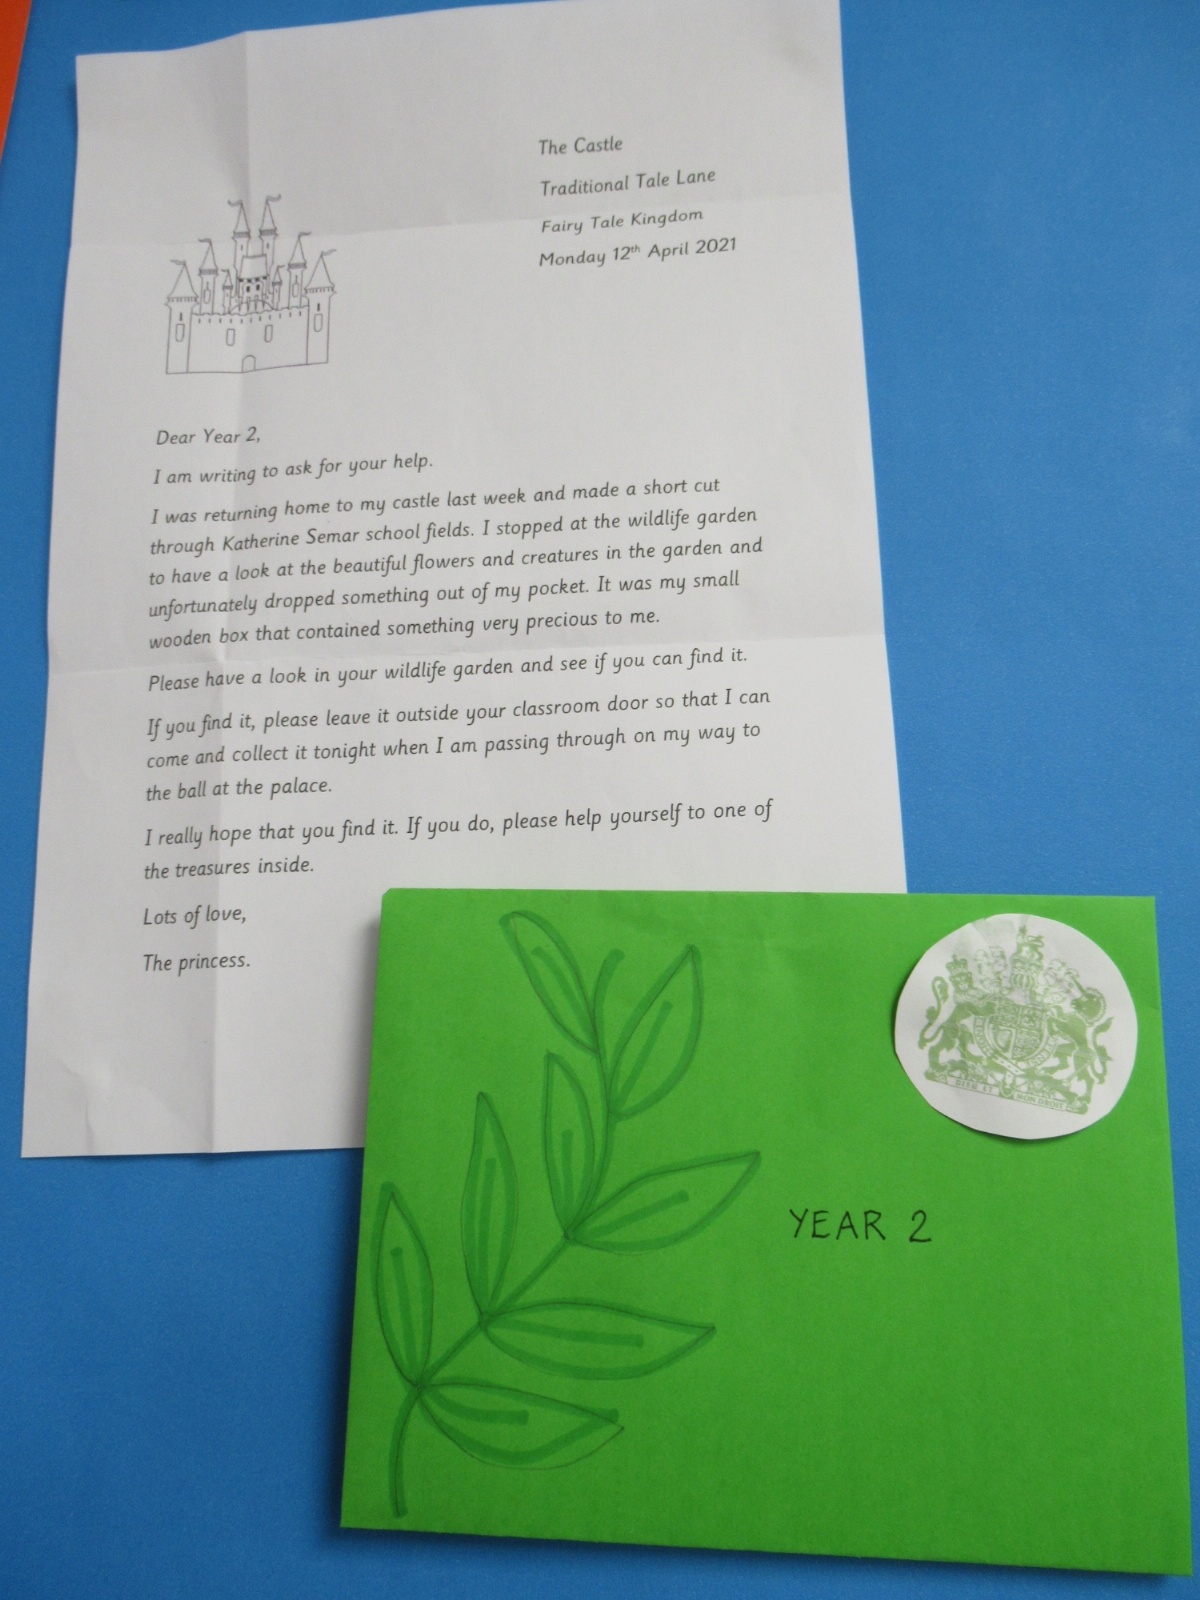 The Castle
Traditional Tale Lane
Fairy Tale Kingdom
Monday 12th April 2021
Dear Year 2,
I am writing to ask for your help.
I was returning home to my castle last week and made a short cut
through Katherine Semar school fields. I stopped at the wildlife garden
to have a look at the beautiful flowers and creatures in the garden and
unfortunately dropped something out of my pocket. It was my small
wooden box that contained something very precious to me.
Please have a look in your wildlife garden and see if you can find it.
If you find it, please leave it outside your classroom door so that I can
come and collect it tonight when I am passing through on my way to
the ball at the palace.
I really hope that you find it. If you do, please help yourself to one of
the treasures inside.
Lots of love,
The princess.
DIEU ET MON DROIT
YEAR 2